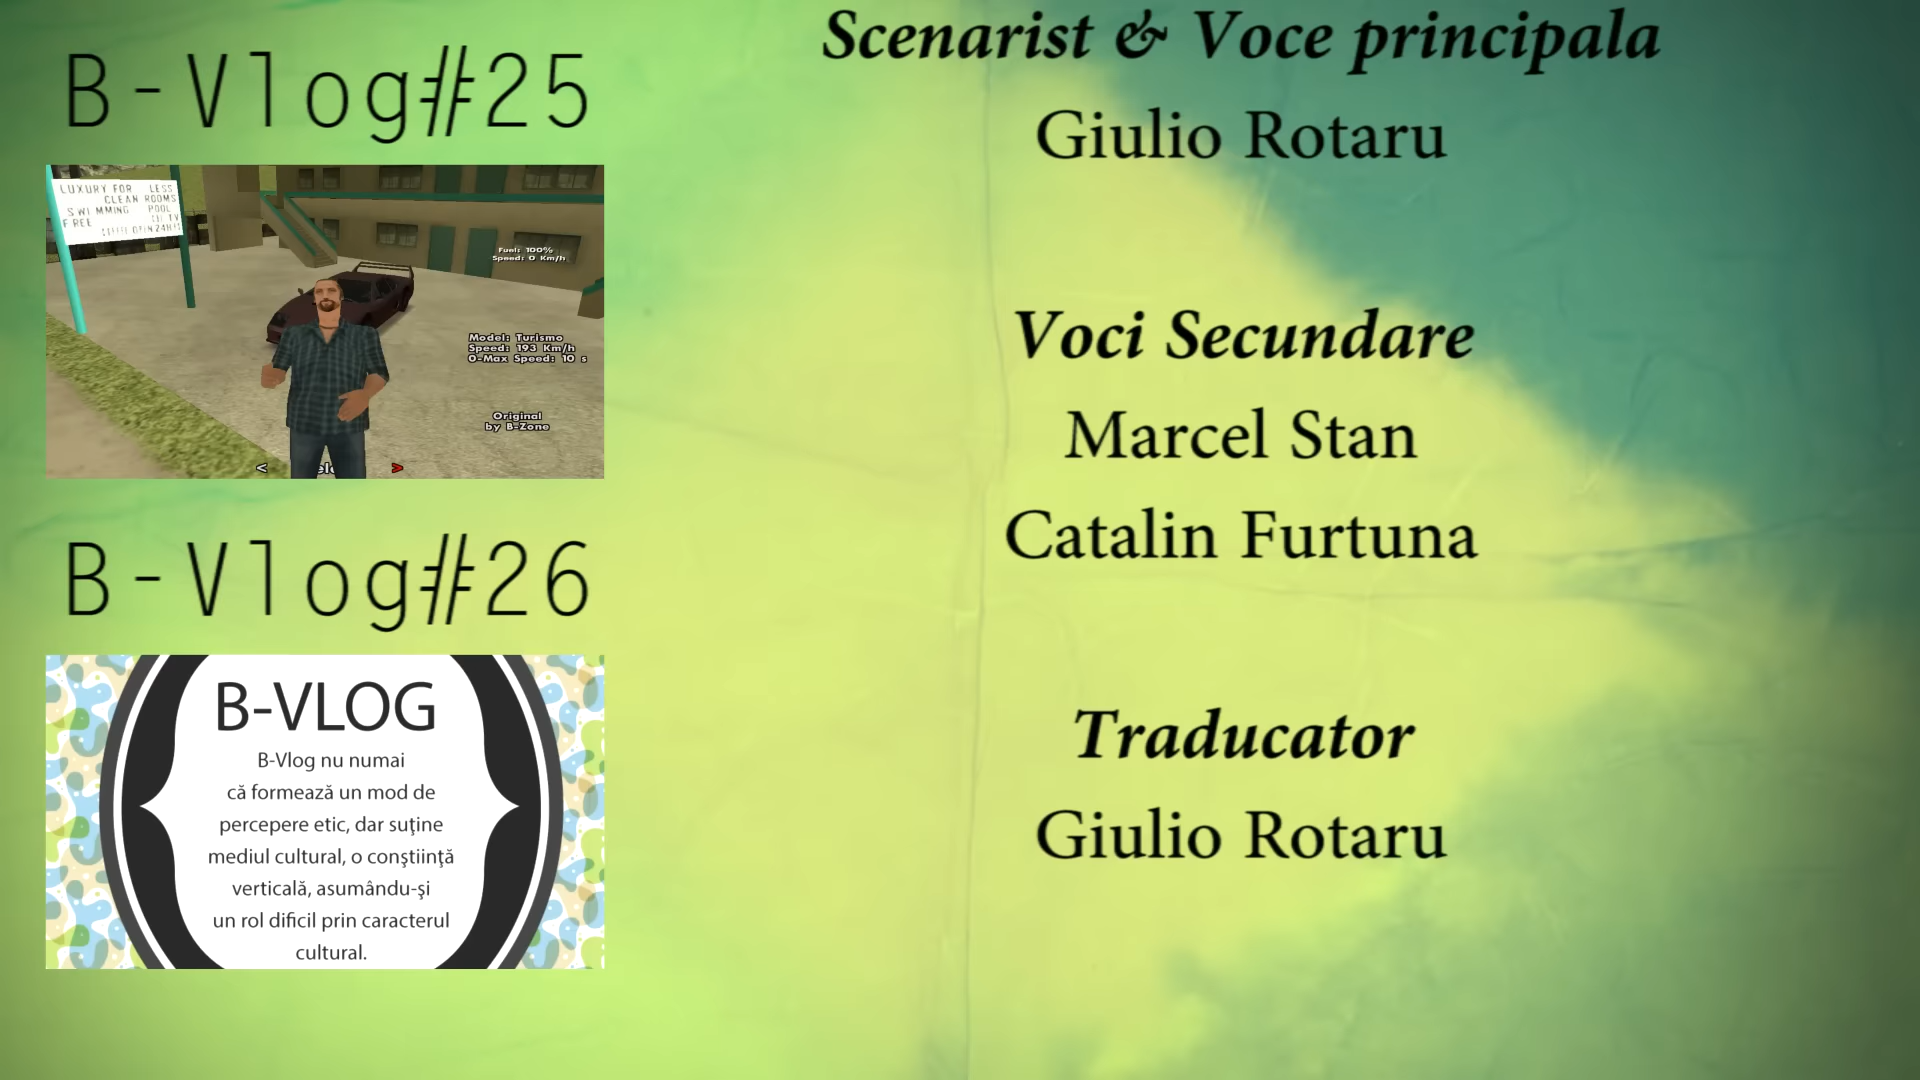 B-Vlog#25
LUXURY FOR LESS
CLEAN ROOMS
SWIMMING POOL
FREE TV
OPEN 24H
Fuel: 100%
Speed: 0 Km/h
Model: Turismo
Speed: 193 Km/h
0-Max Speed: 10 s
Original
by B-Zone
< >
B-Vlog#26
B-VLOG
B-Vlog nu numai
că formează un mod de
percepere etic, dar suţine
mediul cultural, o conştiinţă
verticală, asumându-şi
un rol dificil prin caracterul
cultural.
Scenarist & Voce principala
Giulio Rotaru
Voci Secundare
Marcel Stan
Catalin Furtuna
Traducator
Giulio Rotaru